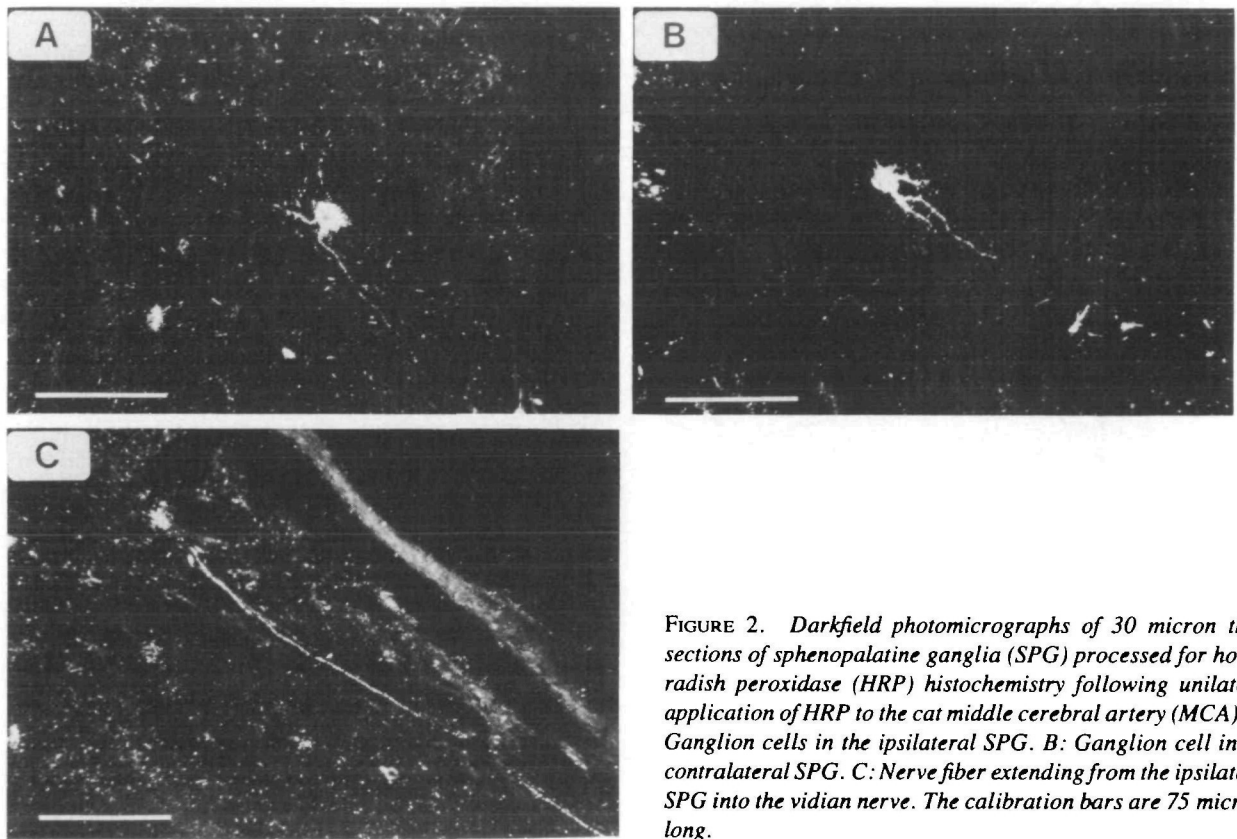 A
B
C
FIGURE 2. Darkfield photomicrographs of 30 micron
sections of sphenopalatine ganglia (SPG) processed for
radish peroxidase (HRP) histochemistry following
application of HRP to the cat middle cerebral artery (MCA)
Ganglion cells in the ipsilateral SPG. B: Ganglion cell in
contralateral SPG. C: Nerve fiber extending from the
SPG into the vidian nerve. The calibration bars are 75
long.